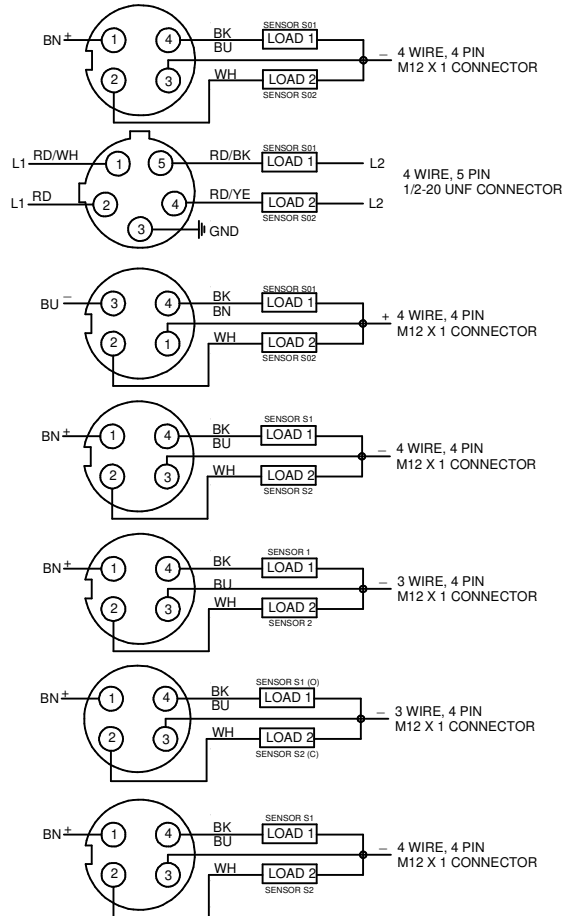 SENSOR S01
BN + 1 4 BK LOAD 1
BU − 4 WIRE, 4 PIN
M12 X 1 CONNECTOR
2 3 WH LOAD 2
SENSOR S02
SENSOR S01
L1 RD/WH 1 5 RD/BK LOAD 1 L2
4 WIRE, 5 PIN
1/2-20 UNF CONNECTOR
L1 RD 2 4 RD/YE LOAD 2 L2
SENSOR S02
3 GND
SENSOR S01
BU − 3 4 BK LOAD 1
BN + 4 WIRE, 4 PIN
M12 X 1 CONNECTOR
2 1 WH LOAD 2
SENSOR S02
SENSOR S1
BN + 1 4 BK LOAD 1
BU − 4 WIRE, 4 PIN
M12 X 1 CONNECTOR
2 3 WH LOAD 2
SENSOR S2
SENSOR 1
BN + 1 4 BK LOAD 1
BU − 3 WIRE, 4 PIN
M12 X 1 CONNECTOR
2 3 WH LOAD 2
SENSOR 2
SENSOR S1 (O)
BN + 1 4 BK LOAD 1
BU − 3 WIRE, 4 PIN
M12 X 1 CONNECTOR
2 3 WH LOAD 2
SENSOR S2 (C)
SENSOR S1
BN + 1 4 BK LOAD 1
BU − 4 WIRE, 4 PIN
M12 X 1 CONNECTOR
2 3 WH LOAD 2
SENSOR S2